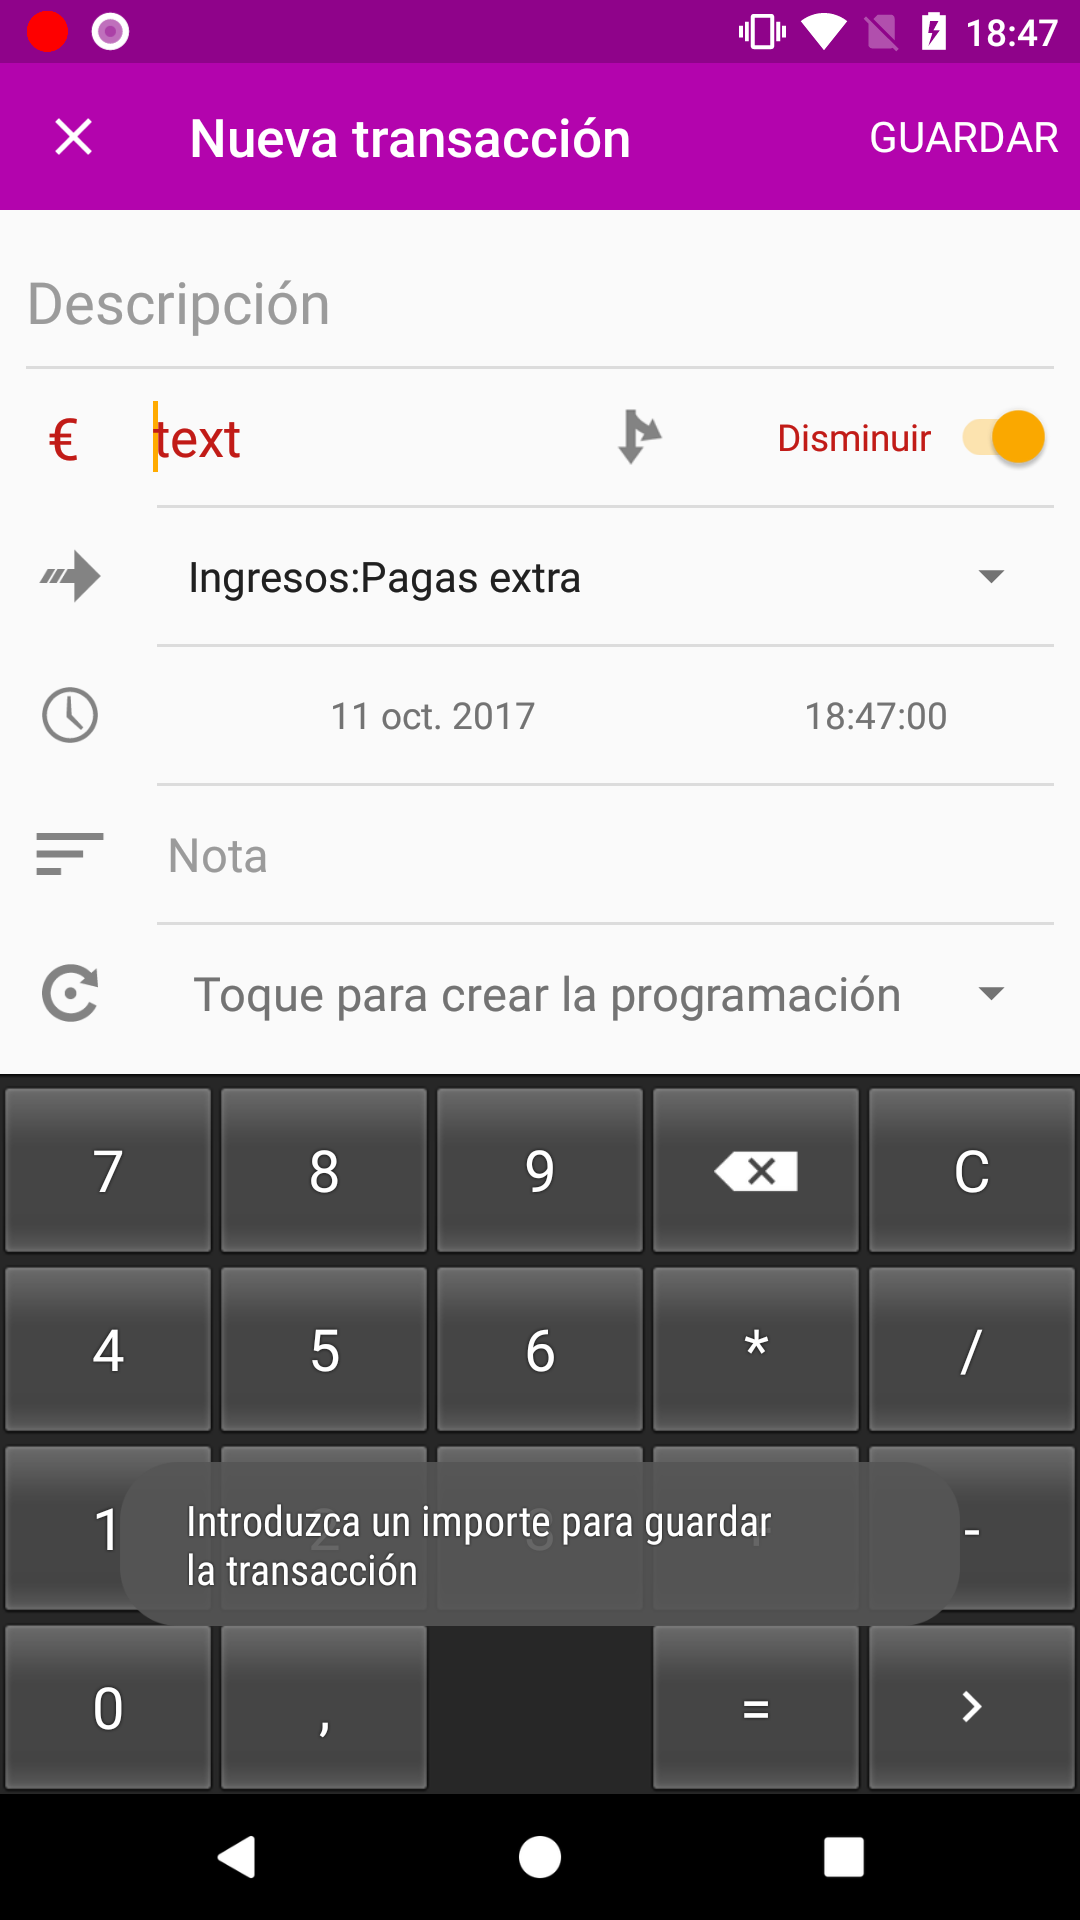 18:47
Nueva transacción
GUARDAR
Descripción
€
text
Disminuir
Ingresos:Pagas extra
11 oct. 2017
18:47:00
Nota
Toque para crear la programación
7 8 9 C
4 5 6 * /
1 2 3 + -
Introduzca un importe para guardar
la transacción
0 , = >